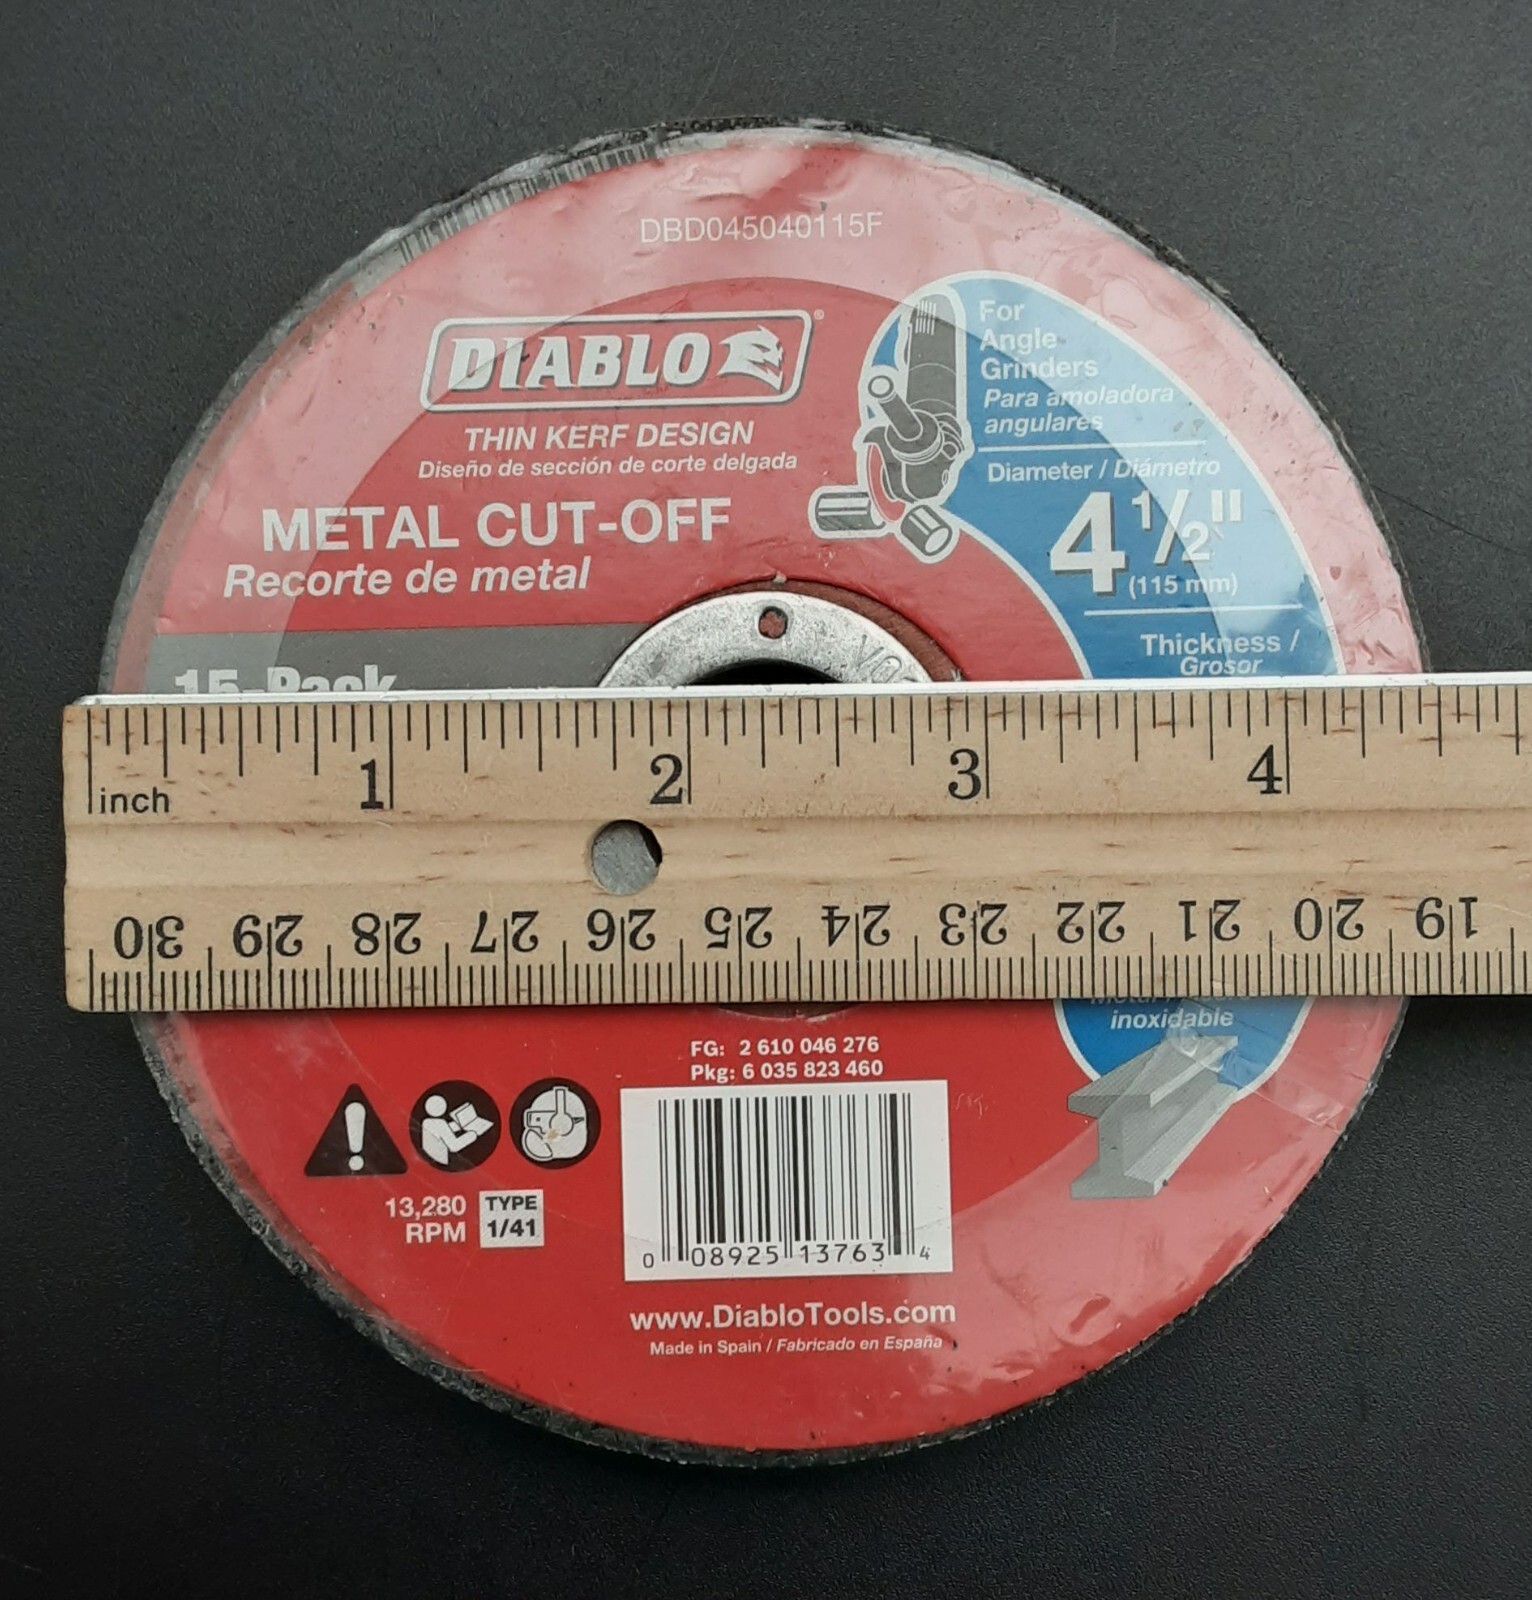 DBD045040115F
DIABLO®
THIN KERF DESIGN
Diseño de sección de corte delgada
METAL CUT-OFF
Recorte de metal
15-Pack
For
Angle
Grinders
Para amoladora
angulares
Diameter / Diámetro
4 1/2"
(115 mm)
Thickness /
Grosor
1 2 3 4
inch
30 29 28 27 26 25 24 23 22 21 20 19
inoxidable
FG: 2 610 046 276
Pkg: 6 035 823 460
13,280
RPM
TYPE
1/41
0 08925 13763 4
www.DiabloTools.com
Made in Spain / Fabricado en España